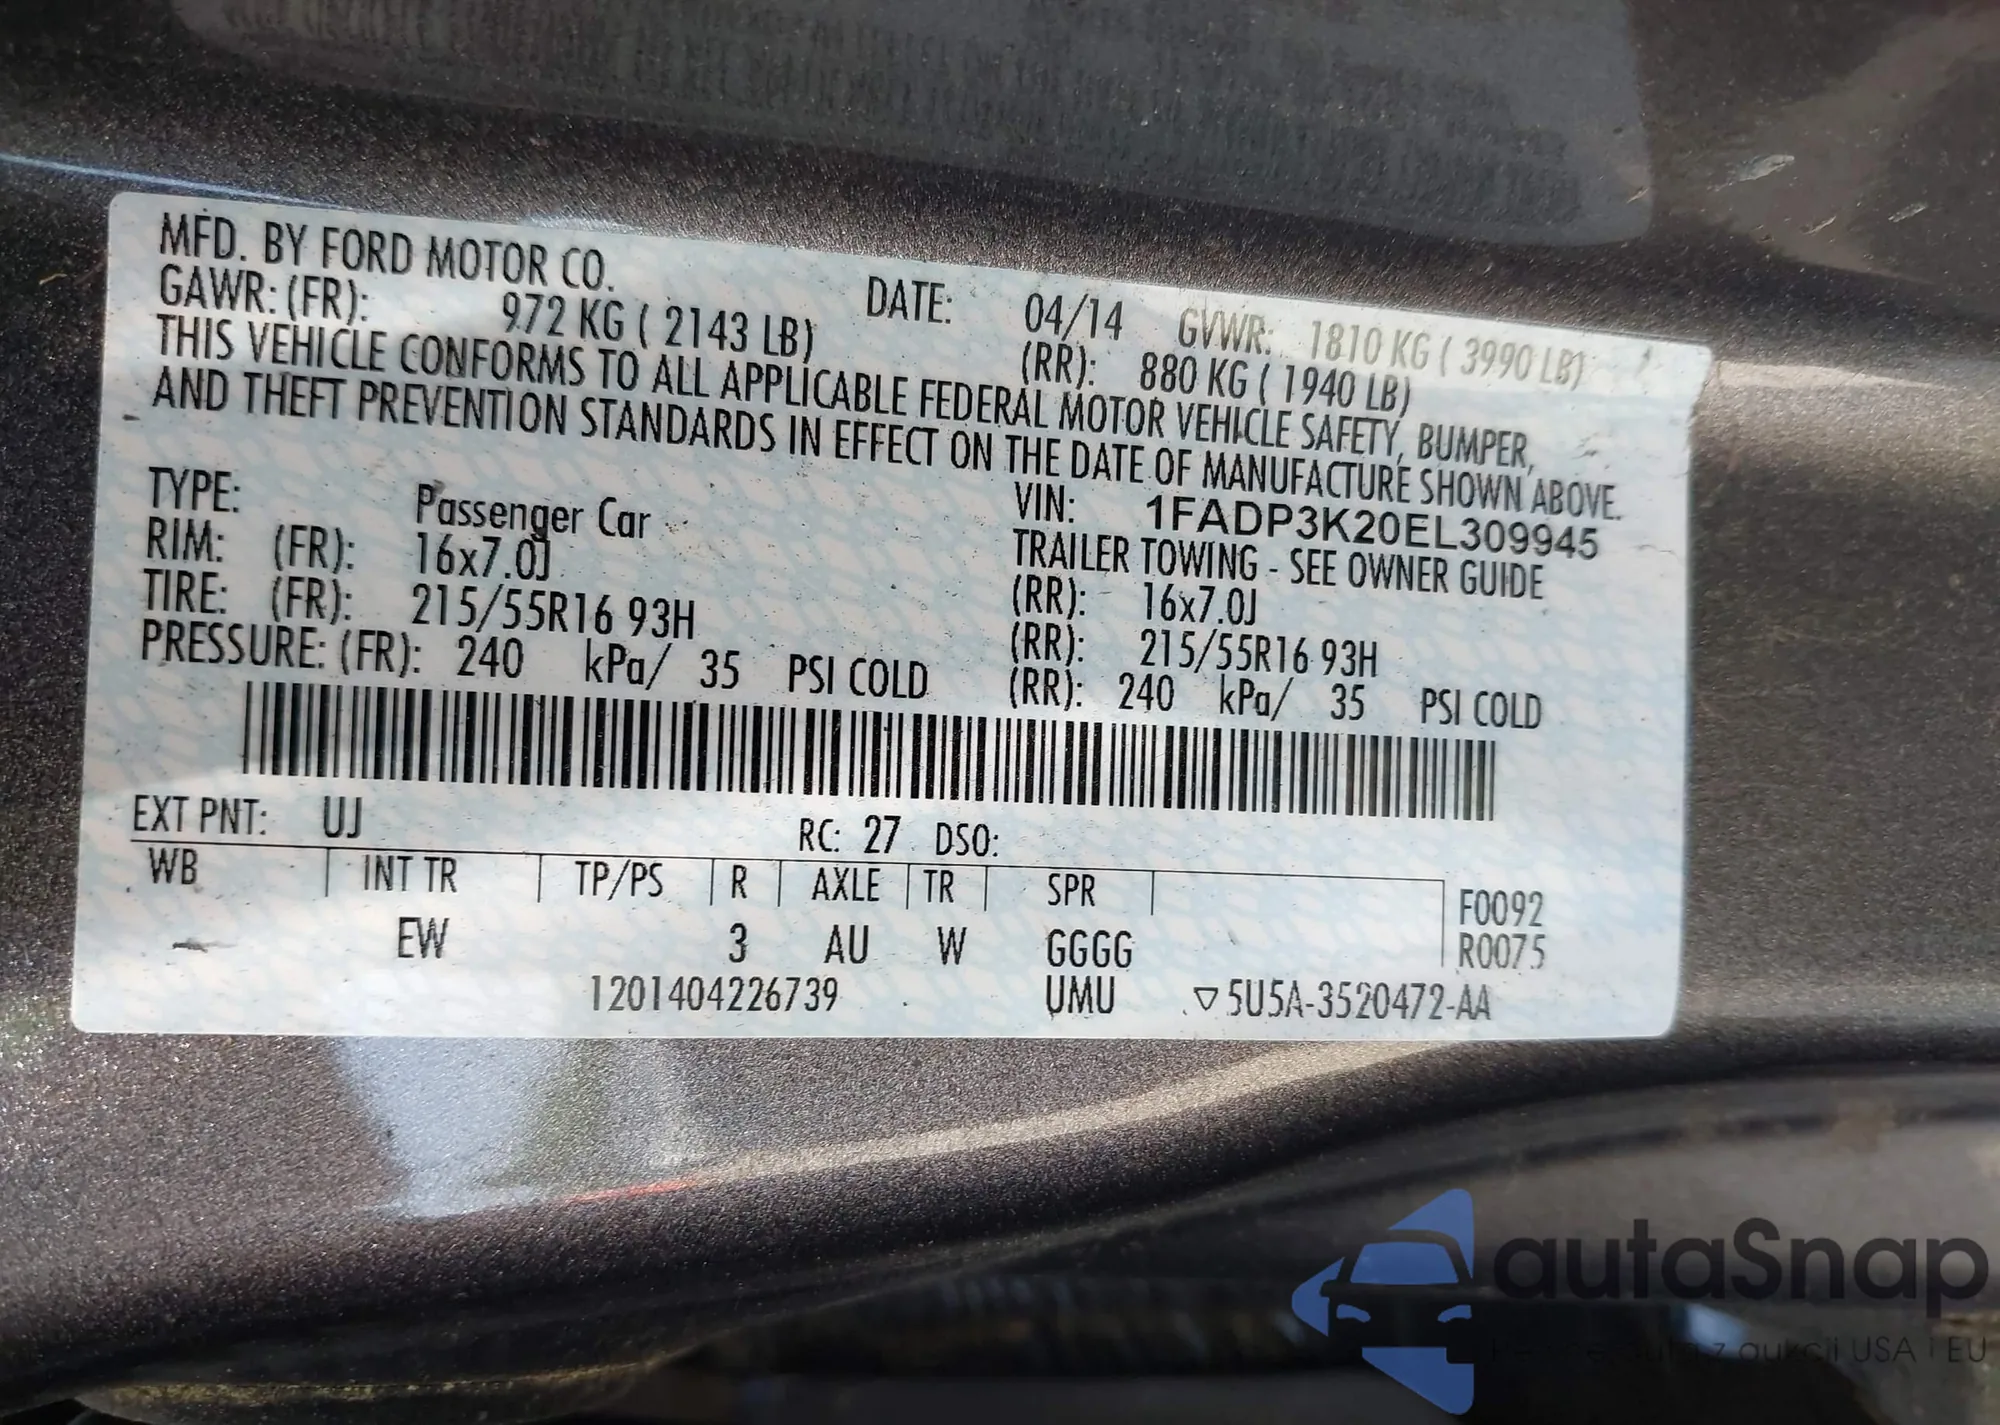 MFD. BY FORD MOTOR CO.
DATE: 04/14 GVWR: 1810 KG ( 3990 LB)
GAWR: (FR): 972 KG ( 2143 LB) (RR): 880 KG ( 1940 LB)
THIS VEHICLE CONFORMS TO ALL APPLICABLE FEDERAL MOTOR VEHICLE SAFETY, BUMPER,
AND THEFT PREVENTION STANDARDS IN EFFECT ON THE DATE OF MANUFACTURE SHOWN ABOVE.
VIN: 1FADP3K20EL309945
TYPE: Passenger Car TRAILER TOWING - SEE OWNER GUIDE
RIM: (FR): 16x7.0J (RR): 16x7.0J
TIRE: (FR): 215/55R16 93H (RR): 215/55R16 93H
PRESSURE: (FR): 240 kPa/ 35 PSI COLD (RR): 240 kPa/ 35 PSI COLD
EXT PNT: UJ RC: 27 DSO:
WB INT TR TP/PS R AXLE TR SPR F0092
EW 3 AU W GGGG R0075
1201404226739 UMU ▽5U5A-3520472-AA
autaSnap
z aukcji USA i EU